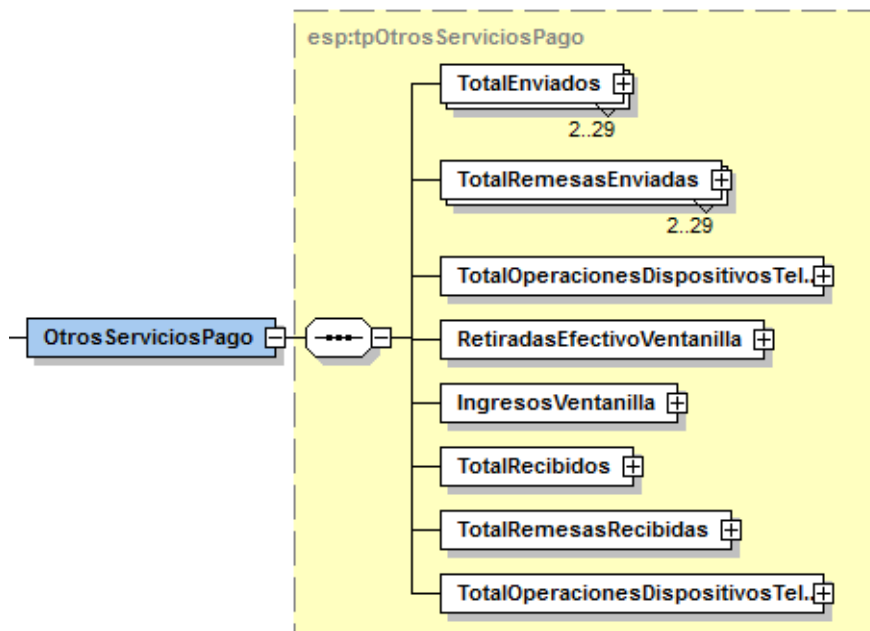 esp:tpOtrosServiciosPago
TotalEnviados
2..29
TotalRemesasEnviadas
2..29
TotalOperacionesDispositivosTel..
OtrosServiciosPago
RetiradasEfectivoVentanilla
IngresosVentanilla
TotalRecibidos
TotalRemesasRecibidas
TotalOperacionesDispositivosTel..